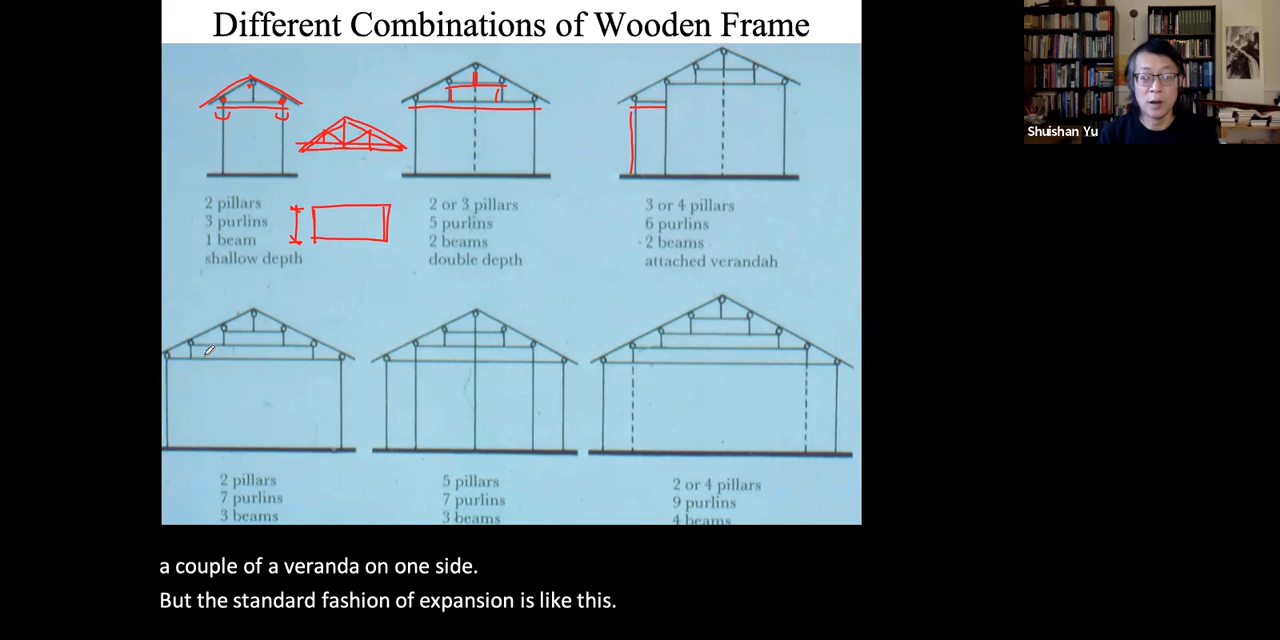 Different Combinations of Wooden Frame
Shuishan Yu
2 pillars
3 purlins
1 beam
shallow depth
2 or 3 pillars
5 purlins
2 beams
double depth
3 or 4 pillars
6 purlins
2 beams
attached verandah
2 pillars
7 purlins
3 beams
5 pillars
7 purlins
3 beams
2 or 4 pillars
9 purlins
4 beams
a couple of a veranda on one side.
But the standard fashion of expansion is like this.